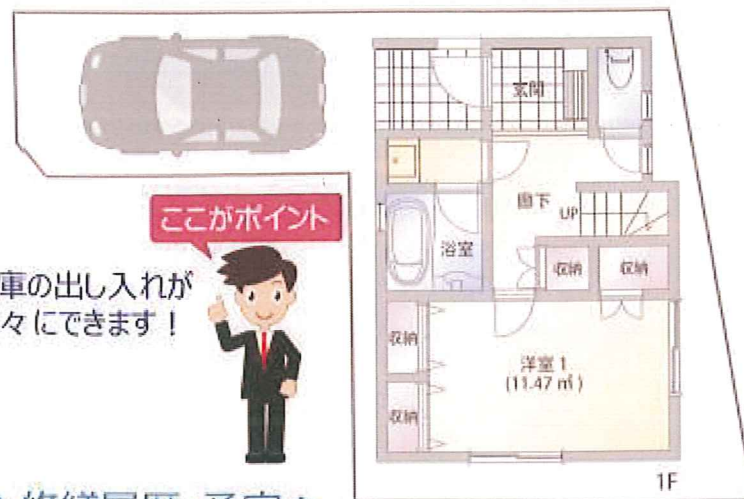 玄関
廊下
UP
ここがポイント
浴室
車の出し入れが
々にできます！
収納
収納
収納
洋室1
(11.47㎡)
収納
1F